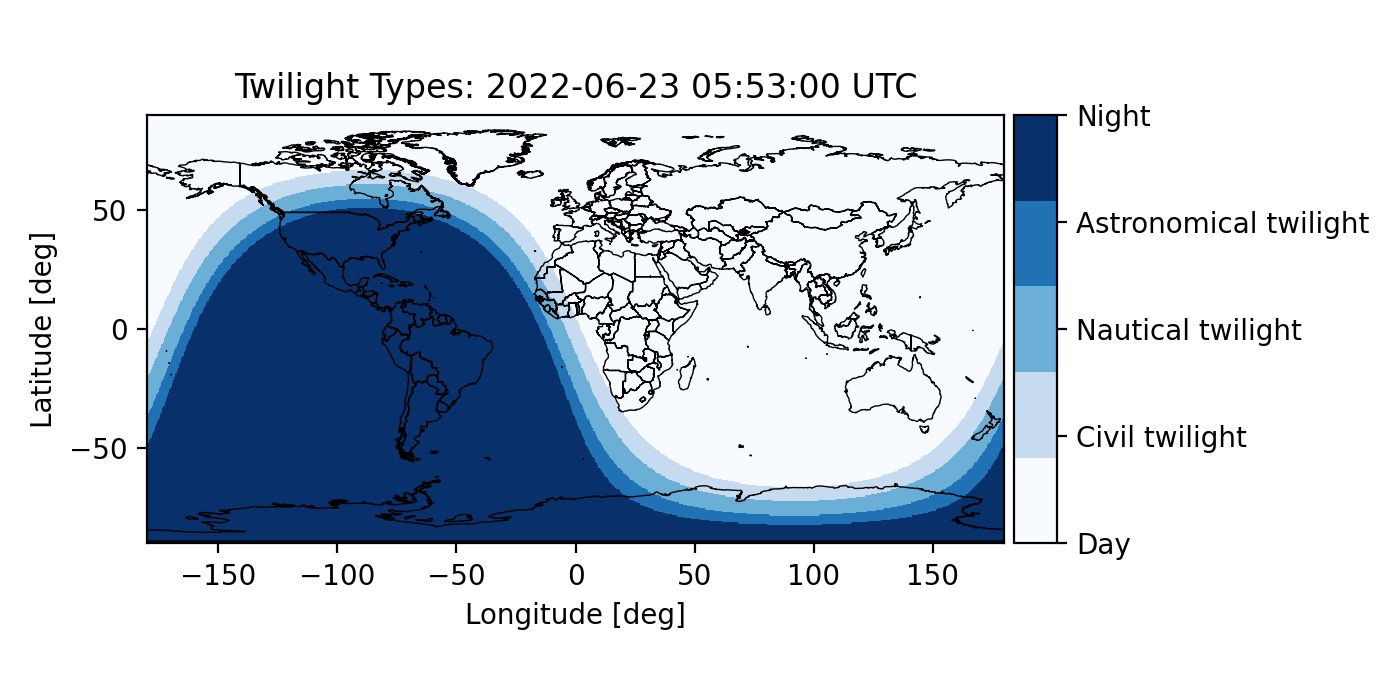 Twilight Types: 2022-06-23 05:53:00 UTC
Night
Astronomical twilight
Nautical twilight
Civil twilight
Day
Latitude [deg]
50
0
−50
−150
−100
−50
0
50
100
150
Longitude [deg]